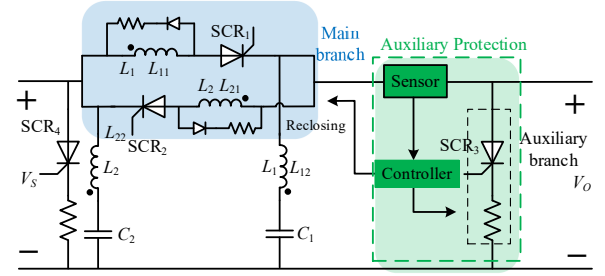 SCR1
Main
branch
Auxiliary Protection
L1 L11
Sensor
L2 L21
+
+
SCR4
L22
SCR2
Reclosing
SCR3
Auxiliary
branch
VS
L2
L1 L12
Controller
VO
C2
C1
−
−